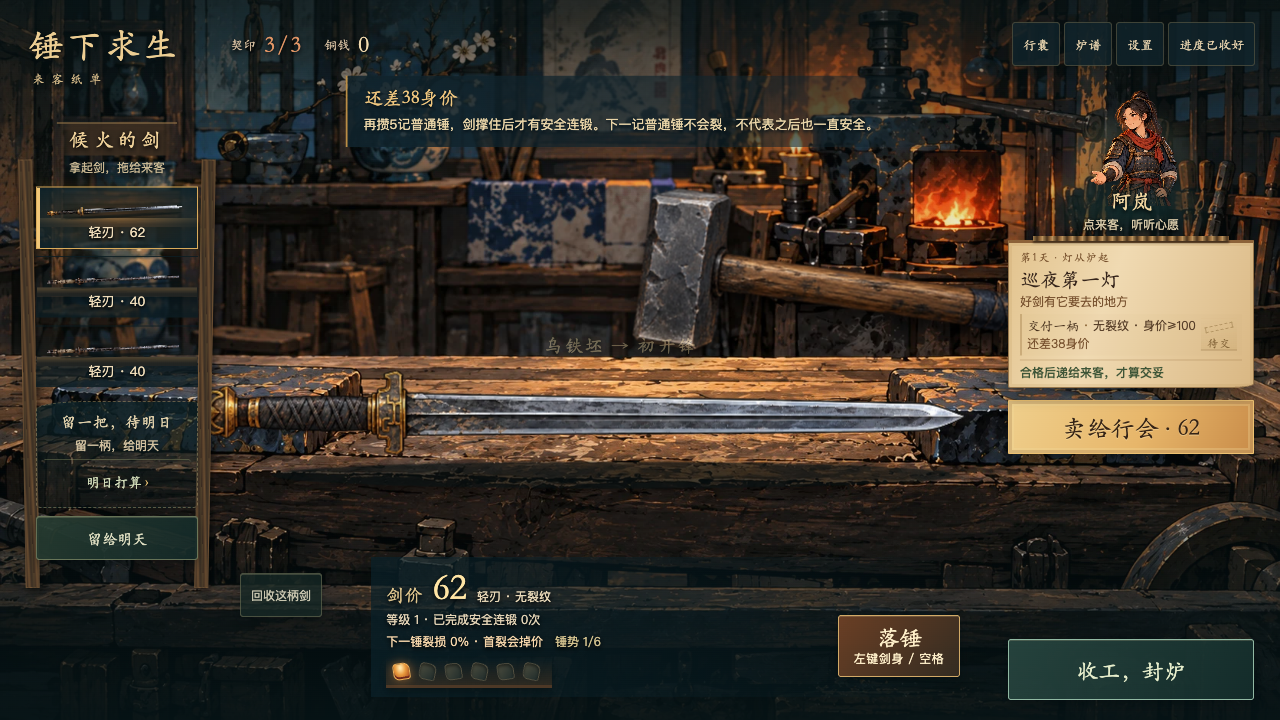 锤下求生
来客纸单
契印 3/3 铜钱 0
行囊
炉谱
设置
进度已收好
还差38身价
再攒5记普通锤，剑撑住后才有安全连锻。下一记普通锤不会裂，不代表之后也一直安全。
候火的剑
拿起剑，拖给来客
轻刃 · 62
轻刃 · 40
轻刃 · 40
留一把，待明日
留一柄，给明天
明日打算 ›
留给明天
阿岚
点来客，听听心愿
第1天 · 灯从炉起
巡夜第一灯
好剑有它要去的地方
交付一柄 · 无裂纹 · 身价≥100
还差38身价
待交
合格后递给来客，才算交妥
卖给行会 · 62
乌铁坯 → 初开锋
回收这柄剑
剑价 62 轻刃 · 无裂纹
等级 1 · 已完成安全连锻 0次
下一锤裂损 0% · 首裂会掉价 锤势 1/6
落锤
左键剑身 / 空格
收工，封炉